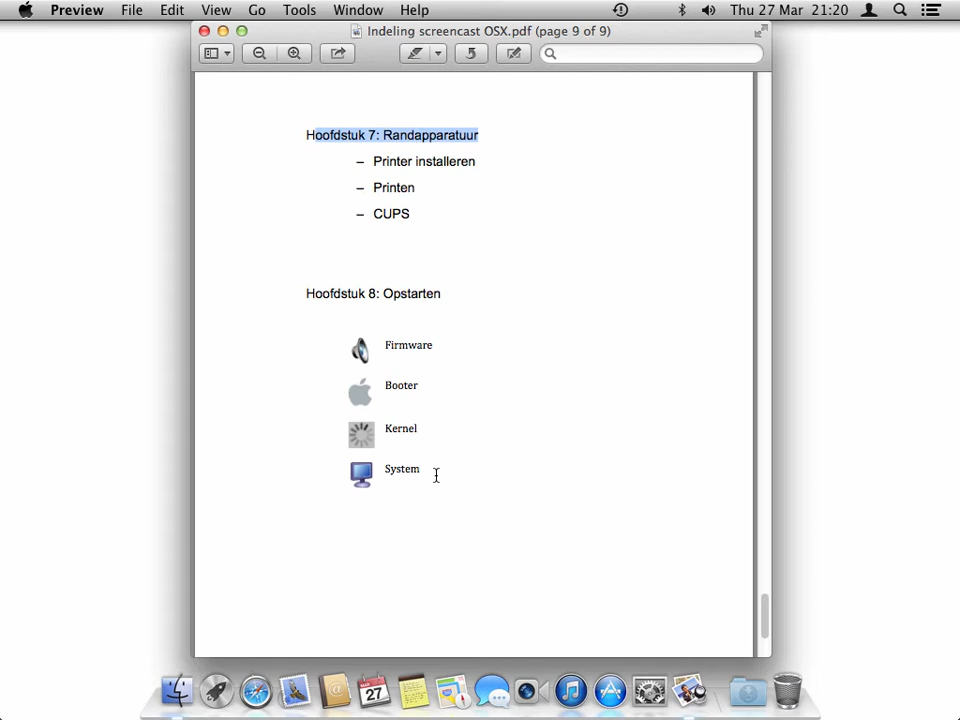 Preview File Edit View Go Tools Window Help Thu 27 Mar 21:20
Indeling screencast OSX.pdf (page 9 of 9)
Hoofdstuk 7: Randapparatuur
– Printer installeren
– Printen
– CUPS
Hoofdstuk 8: Opstarten
Firmware
Booter
Kernel
System
MAR
27